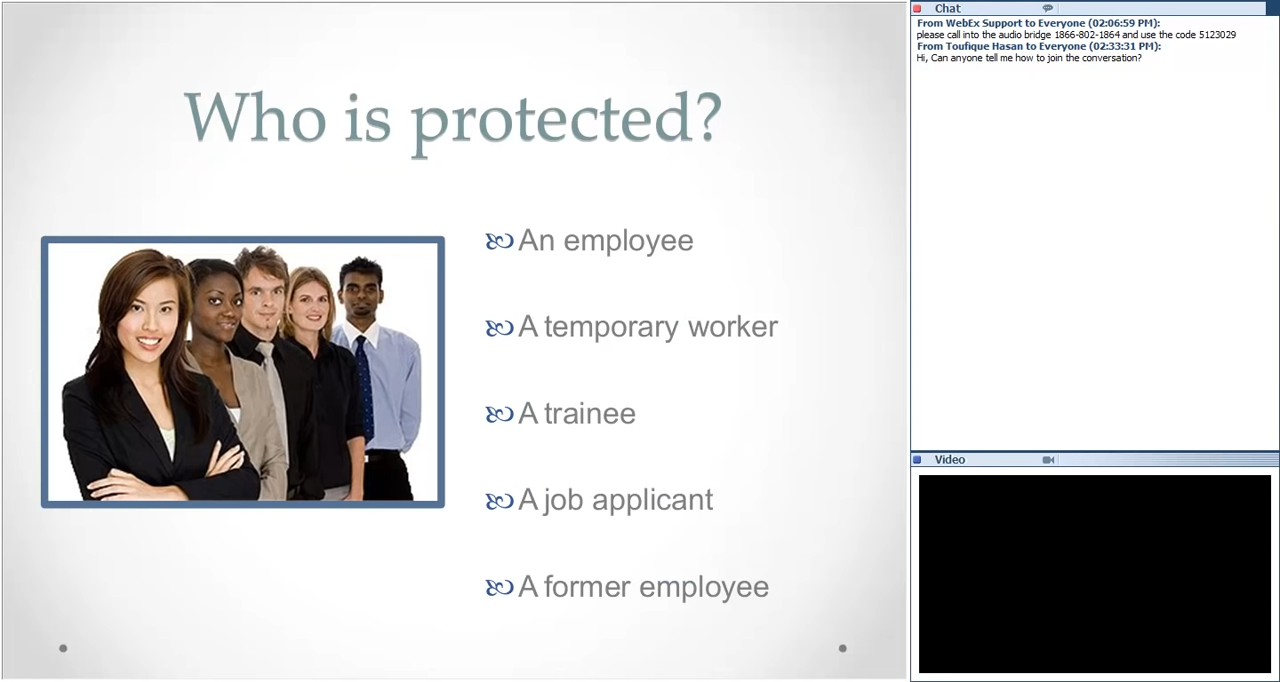 Who is protected?
An employee
A temporary worker
A trainee
A job applicant
A former employee
Chat
From WebEx Support to Everyone (02:06:59 PM):
please call into the audio bridge 1866-802-1864 and use the code 5123029
From Toufique Hasan to Everyone (02:33:31 PM):
Hi, Can anyone tell me how to join the conversation?
Video